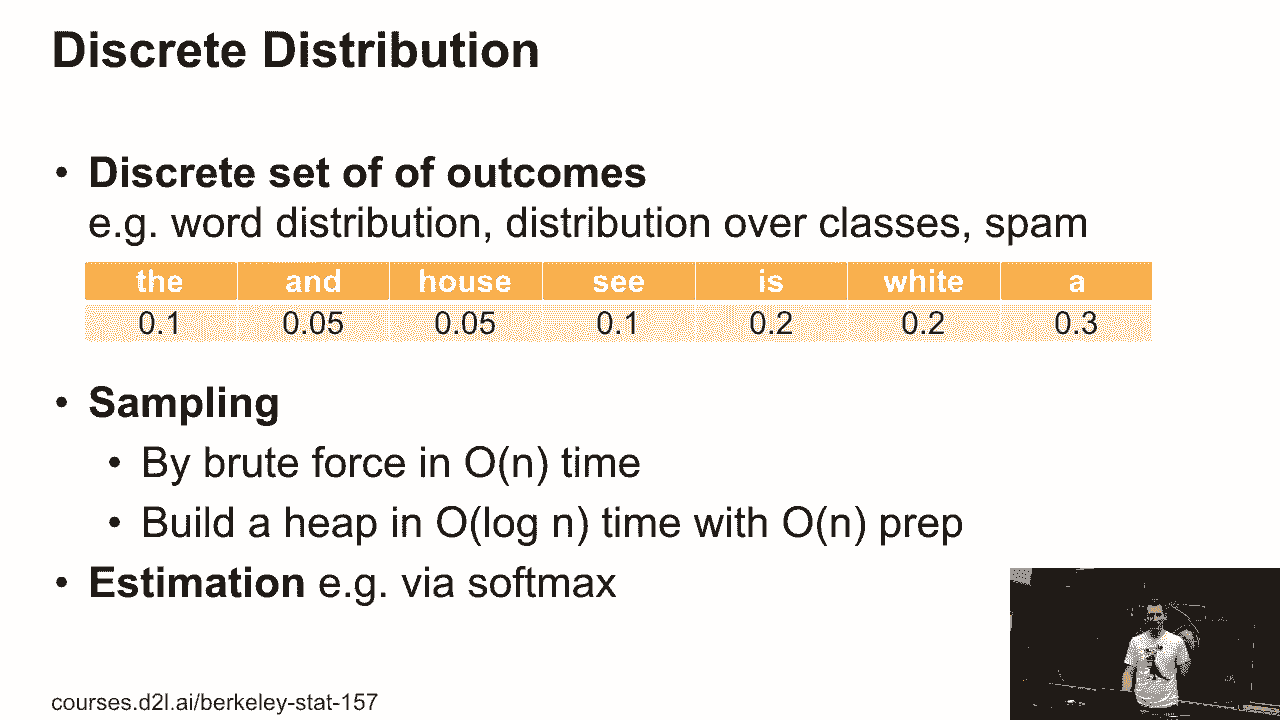 Discrete Distribution
• Discrete set of of outcomes
e.g. word distribution, distribution over classes, spam
the and house see is white a
0.1 0.05 0.05 0.1 0.2 0.2 0.3
• Sampling
• By brute force in O(n) time
• Build a heap in O(log n) time with O(n) prep
• Estimation e.g. via softmax
courses.d2l.ai/berkeley-stat-157